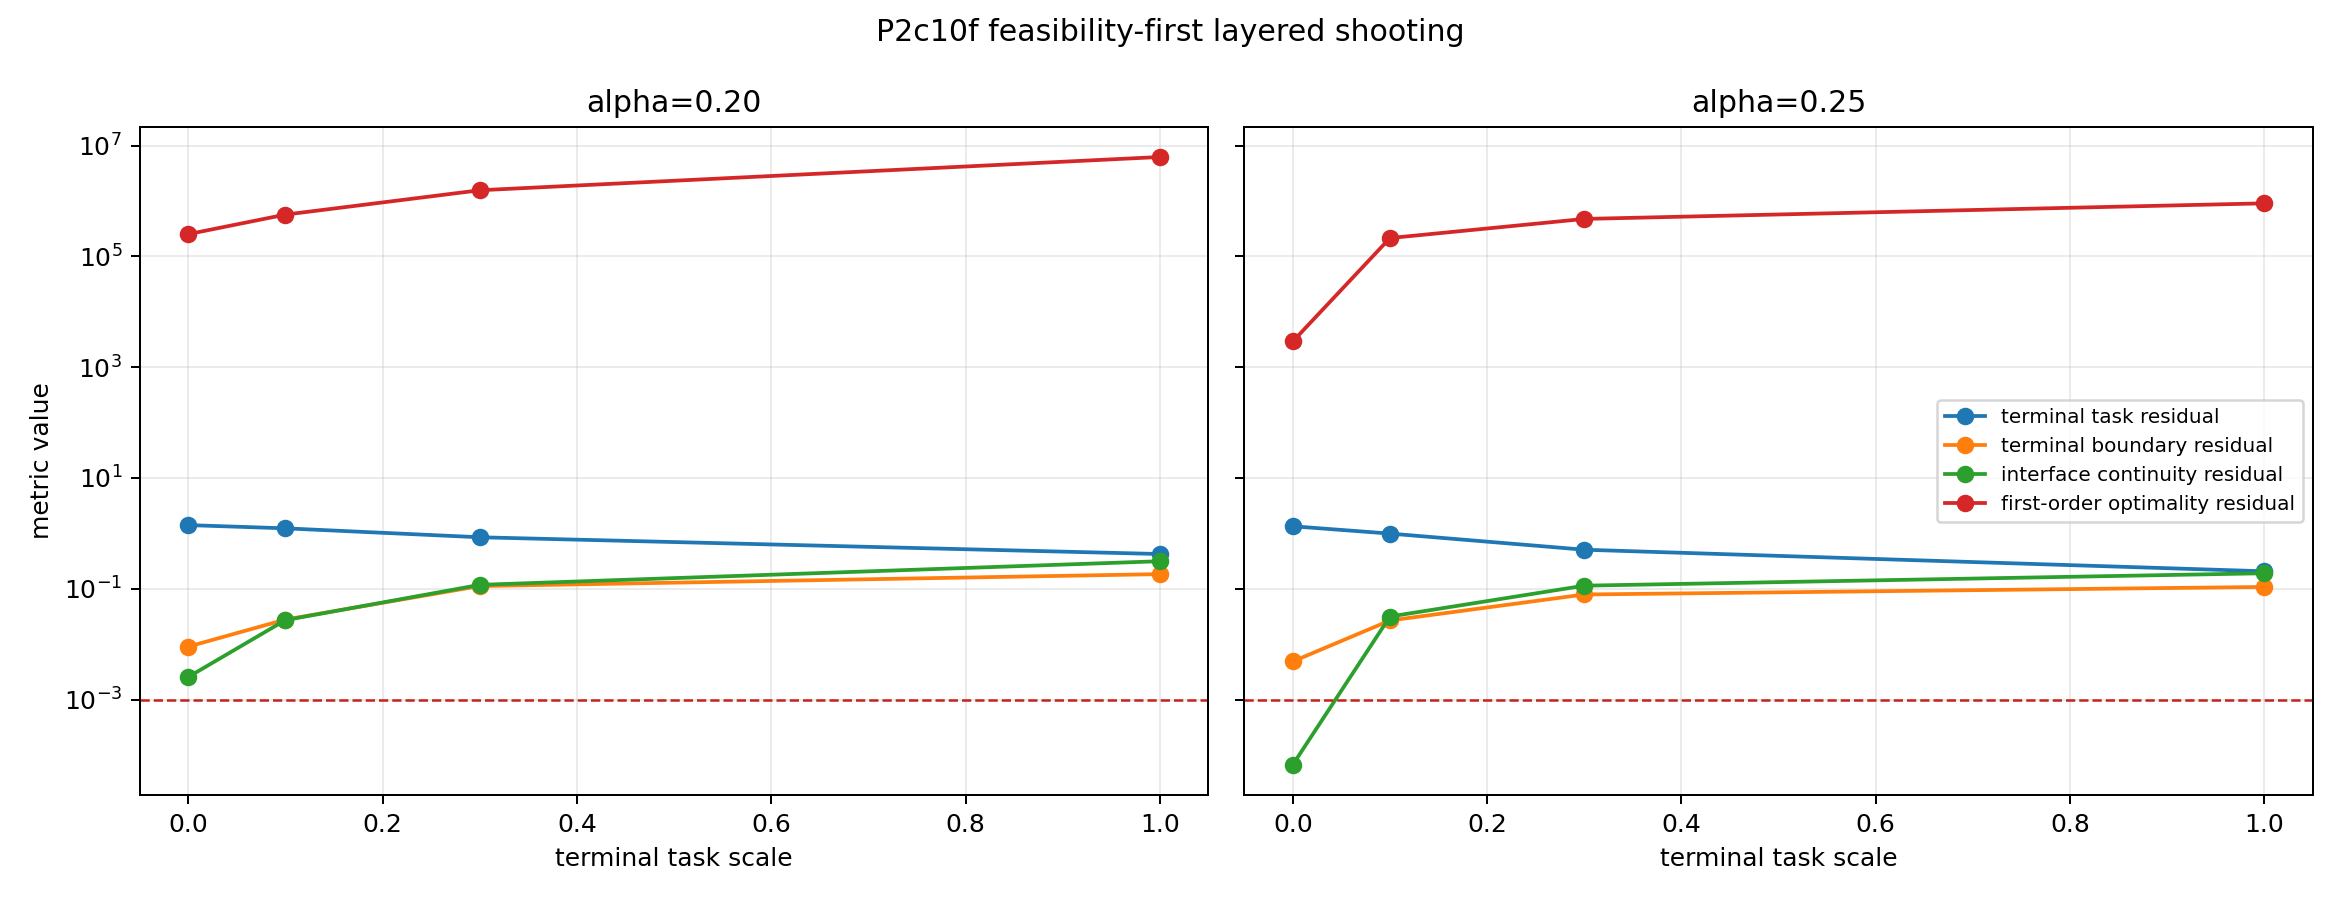 P2c10f feasibility-first layered shooting
alpha=0.20
alpha=0.25
10^7
10^5
10^3
10^1
10^-1
10^-3
metric value
0.0 0.2 0.4 0.6 0.8 1.0
terminal task scale
terminal task residual
terminal boundary residual
interface continuity residual
first-order optimality residual
0.0 0.2 0.4 0.6 0.8 1.0
terminal task scale